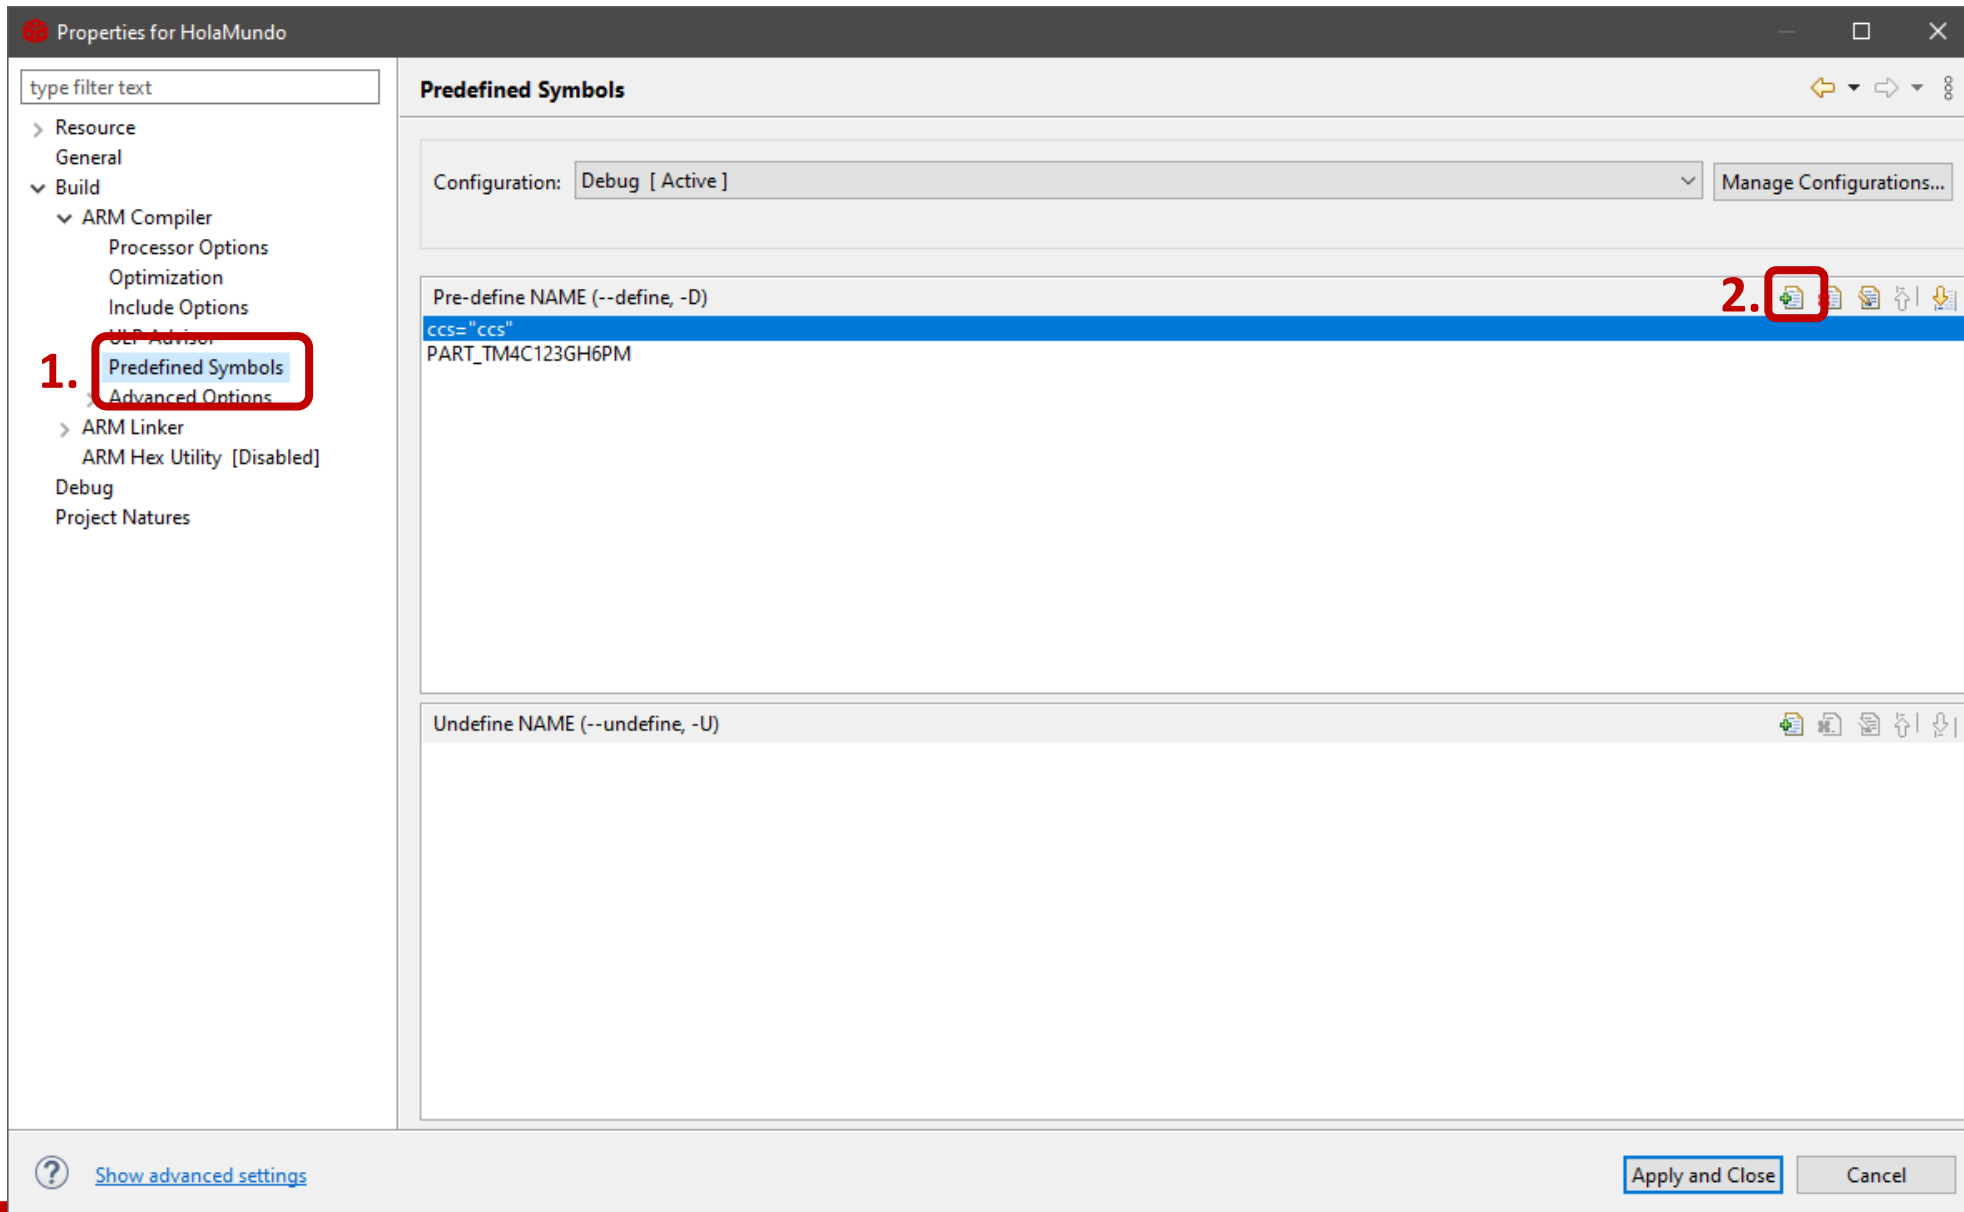 Properties for HolaMundo
type filter text
Resource
General
Build
ARM Compiler
Processor Options
Optimization
Include Options
ULP Advisor
1.
Predefined Symbols
Advanced Options
ARM Linker
ARM Hex Utility [Disabled]
Debug
Project Natures
Predefined Symbols
Configuration: Debug [ Active ] Manage Configurations...
Pre-define NAME (--define, -D) 2.
ccs="ccs"
PART_TM4C123GH6PM
Undefine NAME (--undefine, -U)
Show advanced settings
Apply and Close Cancel